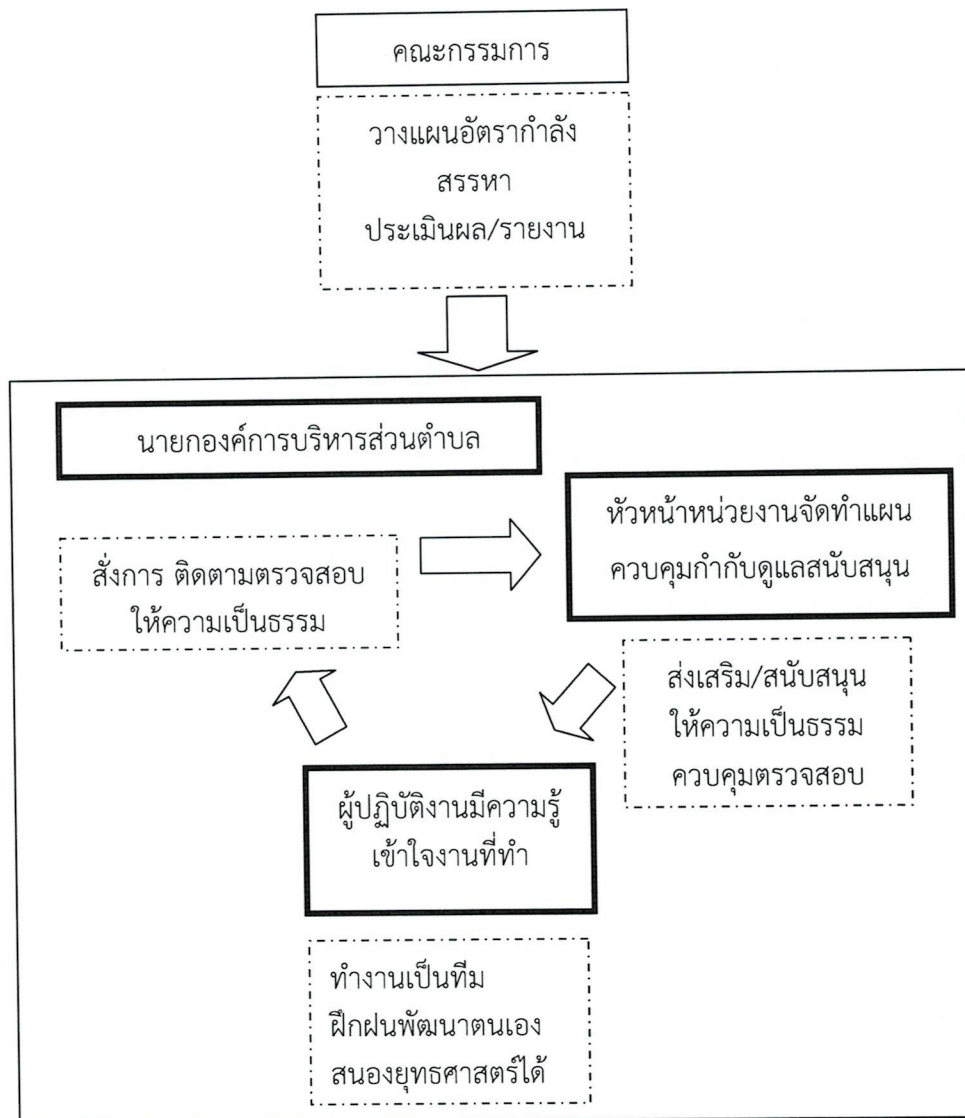 คณะกรรมการ
วางแผนอัตรากำลัง
สรรหา
ประเมินผล/รายงาน
นายกองค์การบริหารส่วนตำบล
สั่งการ ติดตามตรวจสอบ
ให้ความเป็นธรรม
หัวหน้าหน่วยงานจัดทำแผน
ควบคุมกำกับดูแลสนับสนุน
ส่งเสริม/สนับสนุน
ให้ความเป็นธรรม
ควบคุมตรวจสอบ
ผู้ปฏิบัติงานมีความรู้
เข้าใจงานที่ทำ
ทำงานเป็นทีม
ฝึกฝนพัฒนาตนเอง
สนองยุทธศาสตร์ได้